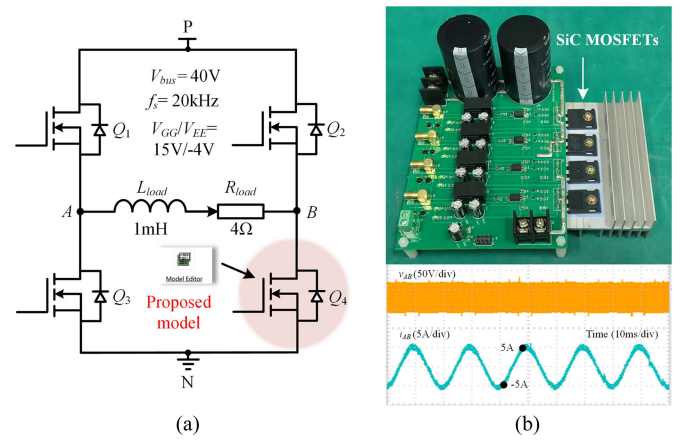 P
V_bus=40V
f_s=20kHz
V_GG/V_EE=
15V/-4V
Q_1
Q_2
L_load
R_load
A
B
1mH
4Ω
Model Editor
Proposed
model
Q_3
Q_4
N
(a)
SiC MOSFETs
v_AB(50V/div)
i_AB(5A/div)
Time (10ms/div)
5A
-5A
(b)